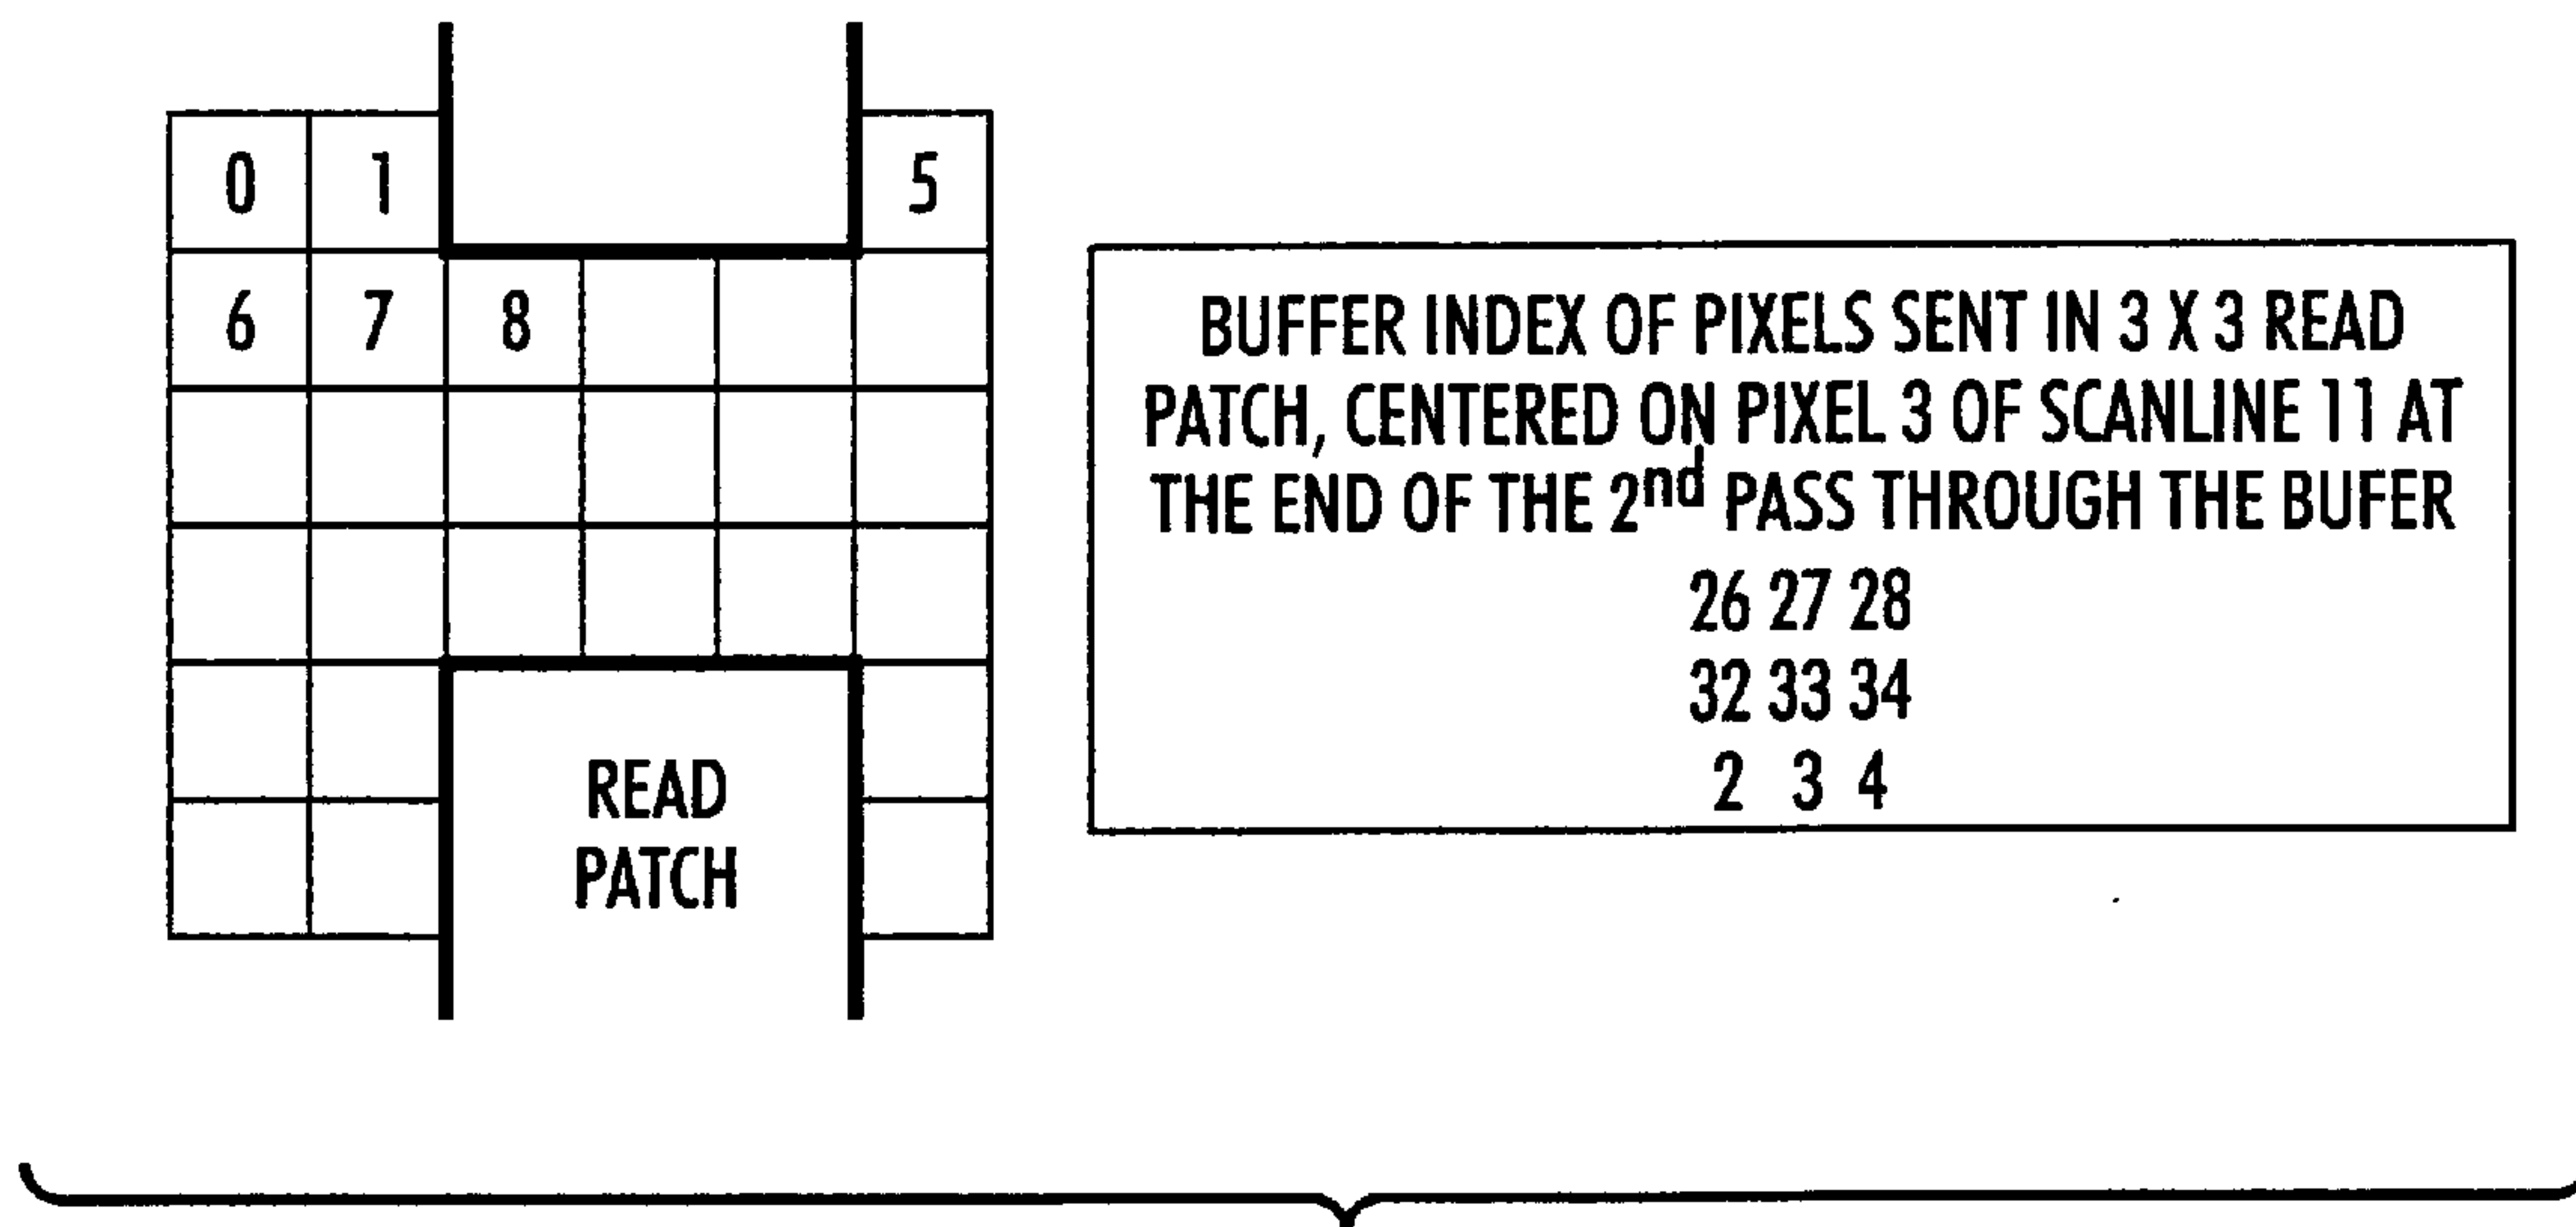 0 1 5
6 7 8
READ
PATCH
BUFFER INDEX OF PIXELS SENT IN 3 X 3 READ
PATCH, CENTERED ON PIXEL 3 OF SCANLINE 11 AT
THE END OF THE 2nd PASS THROUGH THE BUFER
26 27 28
32 33 34
2 3 4